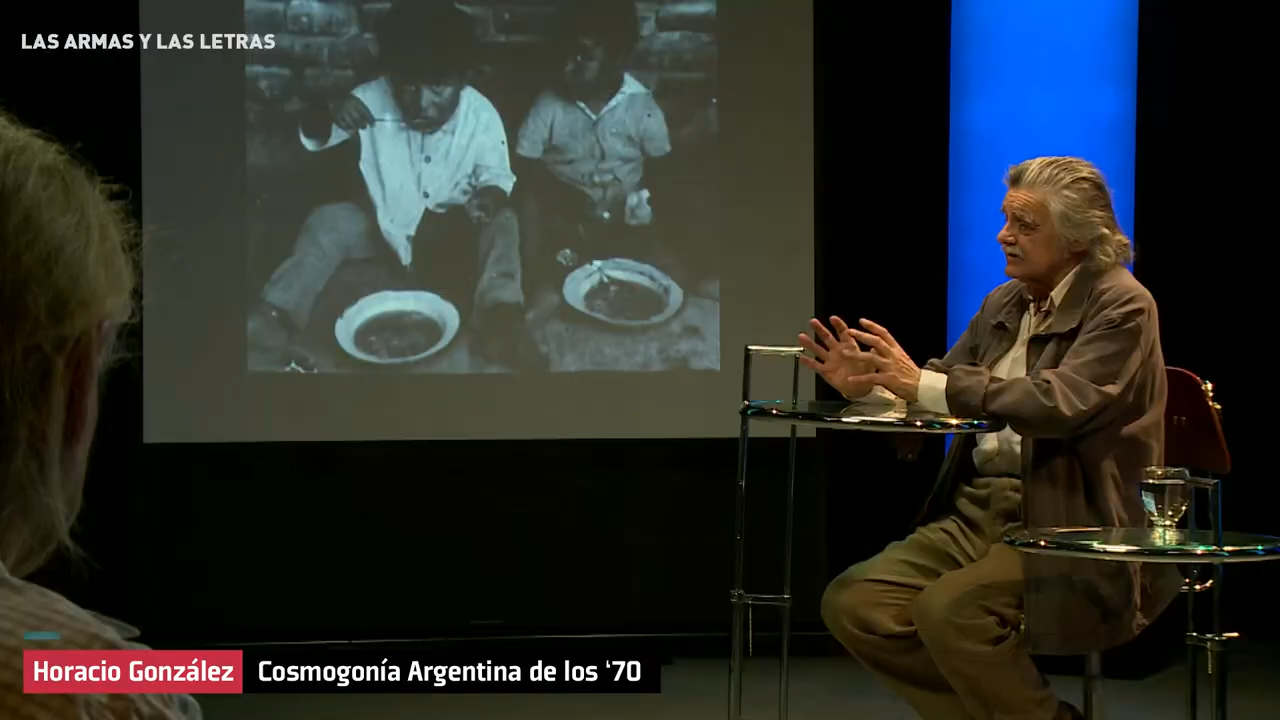 LAS ARMAS Y LAS LETRAS
Horacio González Cosmogonía Argentina de los ‘70